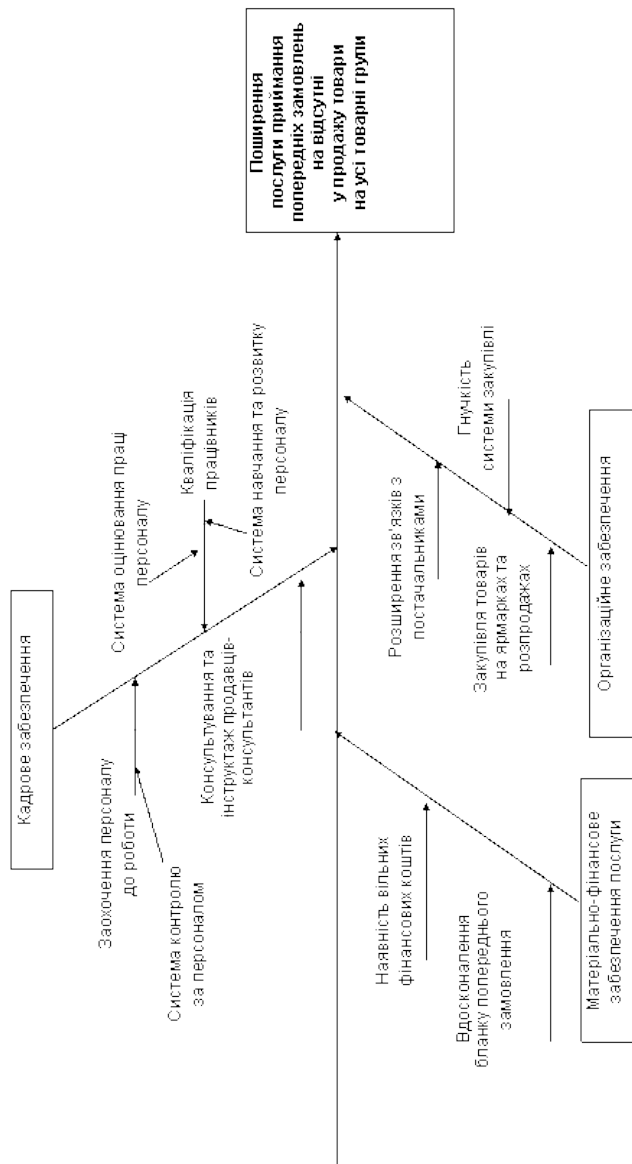 Кадрове забезпечення
Заохочення персоналу
до роботи
Система контролю
за персоналом
Система оцінювання праці
персоналу
Кваліфікація
працівників
Система навчання та розвитку
персоналу
Консультування та
інструктаж продавців-
консультантів
Поширення
послуги приймання
попередніх замовлень
на відсутні
у продажу товари
на усі товарні групи
Наявність вільних
фінансових коштів
Вдосконалення
бланку попереднього
замовлення
Матеріально-фінансове
забезпечення послуги
Розширення зв'язків з
постачальниками
Гнучкість
системи закупівлі
Закупівля товарів
на ярмарках та
розпродажах
Організаційне забезпечення